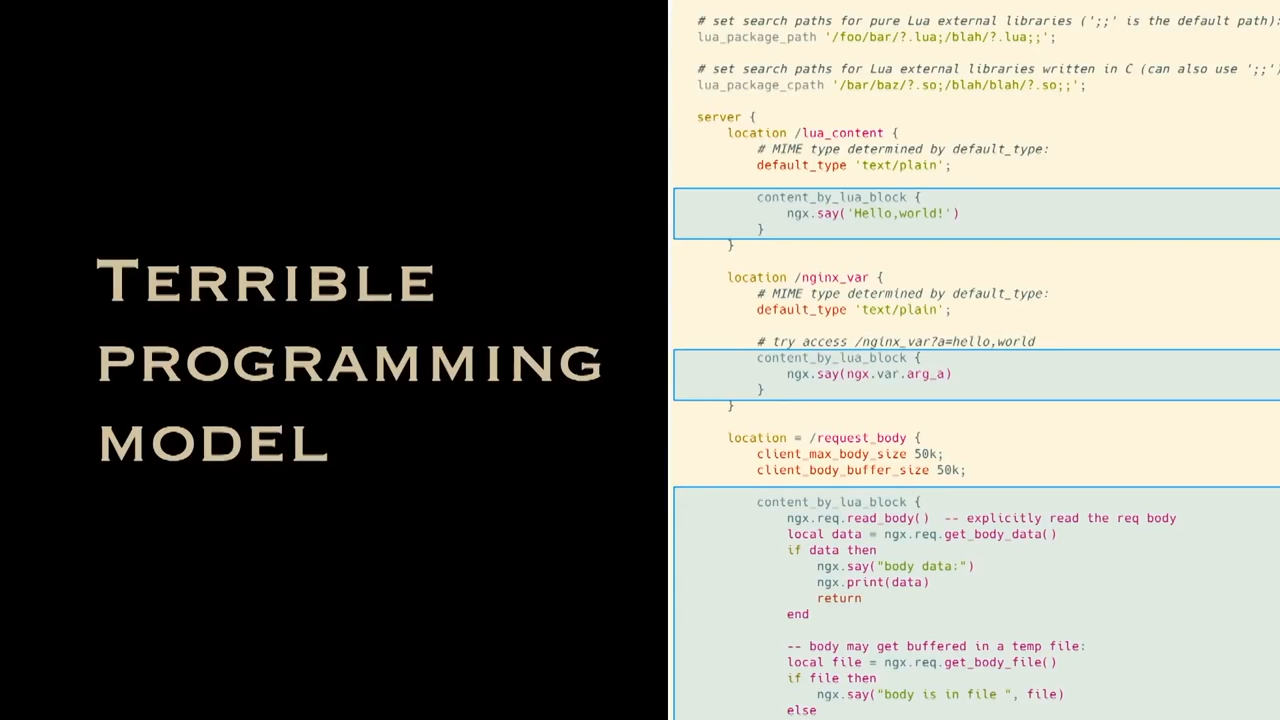 TERRIBLE
PROGRAMMING
MODEL
# set search paths for pure Lua external libraries (';;' is the default path):
lua_package_path '/foo/bar/?.lua;/blah/?.lua;;';
# set search paths for Lua external libraries written in C (can also use ';;')
lua_package_cpath '/bar/baz/?.so;/blah/blah/?.so;;';
server {
location /lua_content {
# MIME type determined by default_type:
default_type 'text/plain';
content_by_lua_block {
ngx.say('Hello,world!')
}
}
location /nginx_var {
# MIME type determined by default_type:
default_type 'text/plain';
# try access /nginx_var?a=hello,world
content_by_lua_block {
ngx.say(ngx.var.arg_a)
}
}
location = /request_body {
client_max_body_size 50k;
client_body_buffer_size 50k;
content_by_lua_block {
ngx.req.read_body()  -- explicitly read the req body
local data = ngx.req.get_body_data()
if data then
ngx.say("body data:")
ngx.print(data)
return
end
-- body may get buffered in a temp file:
local file = ngx.req.get_body_file()
if file then
ngx.say("body is in file ", file)
else